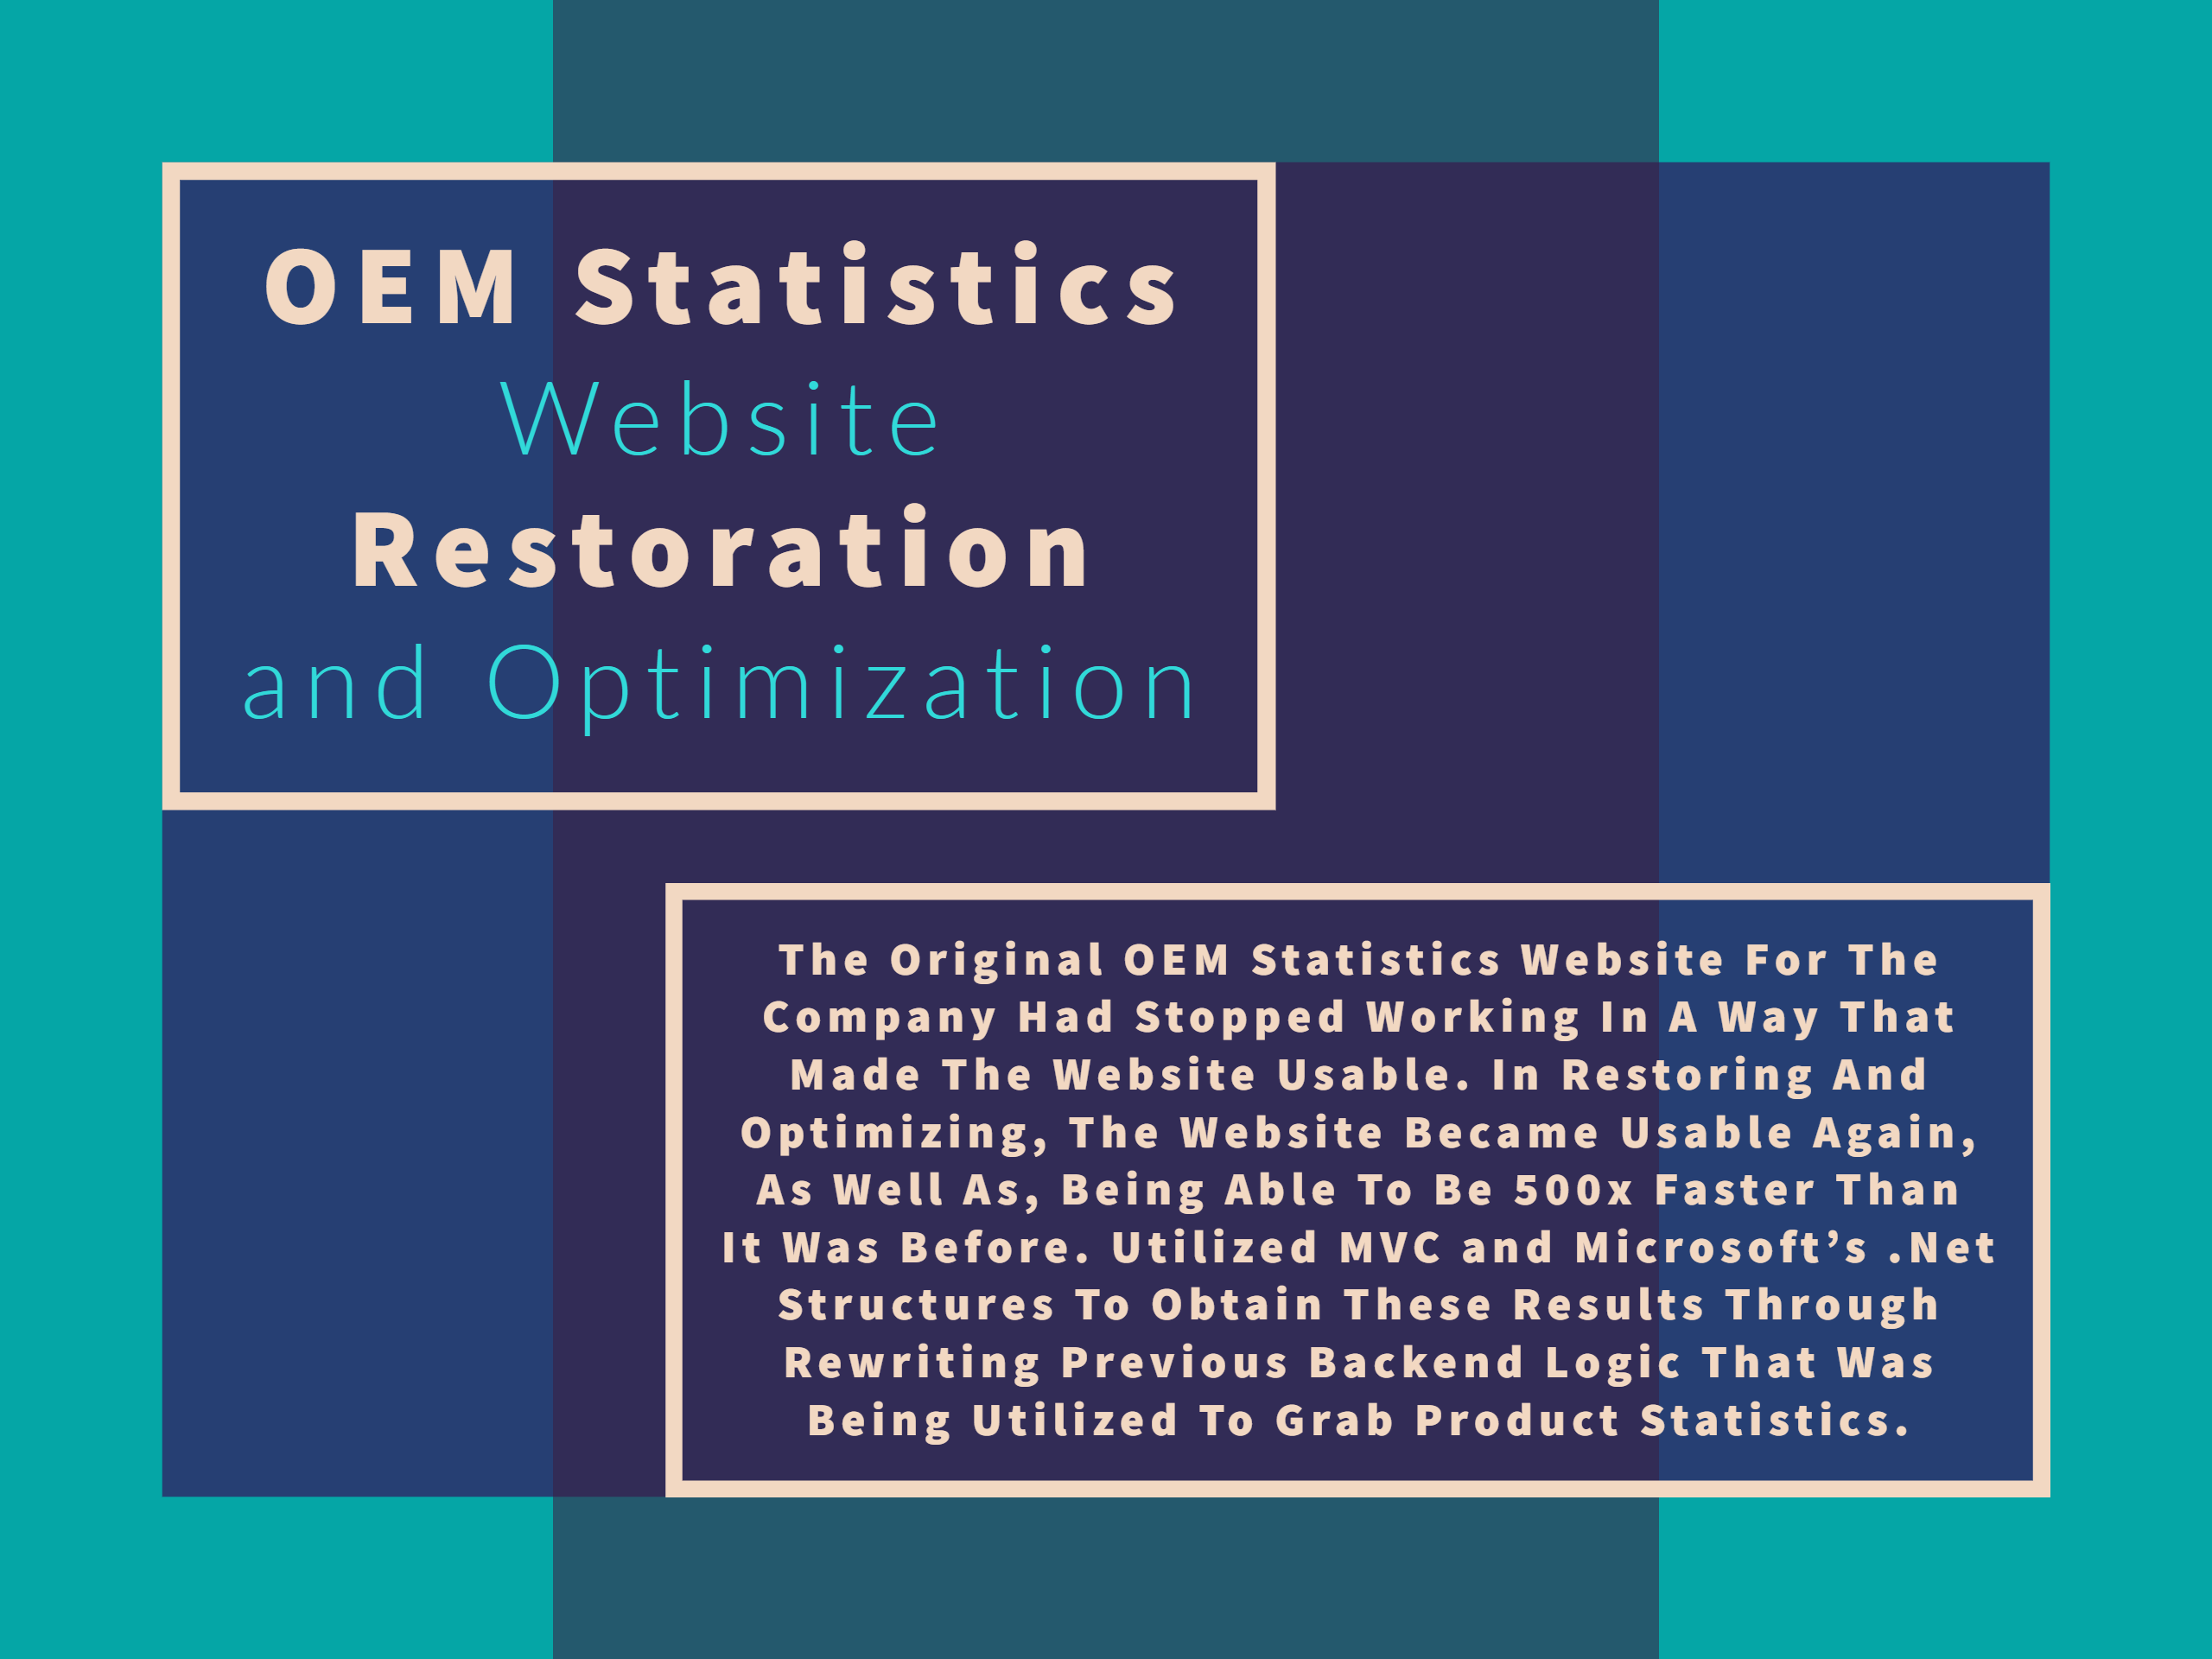 OEM Statistics
Website
Restoration
and Optimization
The Original OEM Statistics Website For The
Company Had Stopped Working In A Way That
Made The Website Usable. In Restoring And
Optimizing, The Website Became Usable Again,
As Well As, Being Able To Be 500x Faster Than
It Was Before. Utilized MVC and Microsoft’s .Net
Structures To Obtain These Results Through
Rewriting Previous Backend Logic That Was
Being Utilized To Grab Product Statistics.